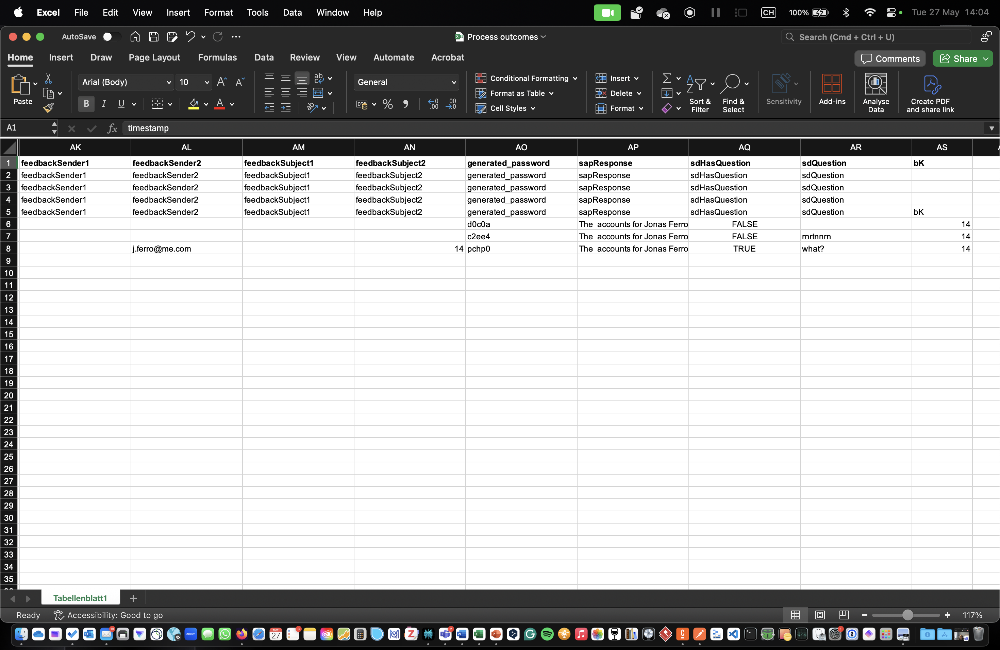 Excel File Edit View Insert Format Tools Data Window Help CH 100% Tue 27 May 14:04
AutoSave Process outcomes Search (Cmd + Ctrl + U)
Home Insert Draw Page Layout Formulas Data Review View Automate Acrobat Comments Share
Paste Arial (Body) 10 General Conditional Formatting Format as Table Cell Styles Insert Delete Format Sort & Filter Find & Select Sensitivity Add-ins Analyse Data Create PDF and share link
A1 fx timestamp
AK AL AM AN AO AP AQ AR AS
1 feedbackSender1 feedbackSender2 feedbackSubject1 feedbackSubject2 generated_password sapResponse sdHasQuestion sdQuestion bK
2 feedbackSender1 feedbackSender2 feedbackSubject1 feedbackSubject2 generated_password sapResponse sdHasQuestion sdQuestion
3 feedbackSender1 feedbackSender2 feedbackSubject1 feedbackSubject2 generated_password sapResponse sdHasQuestion sdQuestion
4 feedbackSender1 feedbackSender2 feedbackSubject1 feedbackSubject2 generated_password sapResponse sdHasQuestion sdQuestion
5 feedbackSender1 feedbackSender2 feedbackSubject1 feedbackSubject2 generated_password sapResponse sdHasQuestion sdQuestion bK
6 d0c0a The accounts for Jonas Ferro FALSE 14
7 c2ee4 The accounts for Jonas Ferro FALSE rnrtnnrn 14
8 j.ferro@me.com 14 pchp0 The accounts for Jonas Ferro TRUE what? 14
9
10
11
12
13
14
15
16
17
18
19
20
21
22
23
24
25
26
27
28
29
30
31
32
33
34
35
Tabellenblatt1
Ready Accessibility: Good to go 117%
18 zoom MAY 27 3 2 1